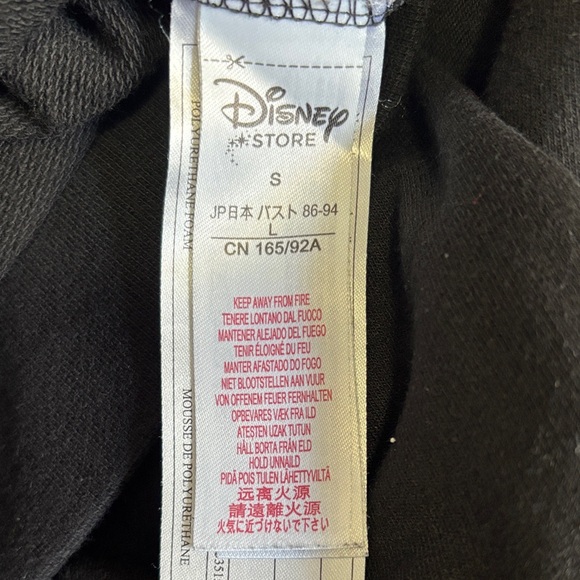 DISNEY
STORE
S
JP日本 バスト 86-94
L
CN 165/92A
KEEP AWAY FROM FIRE
TENERE LONTANO DAL FUOCO
MANTENER ALEJADO DEL FUEGO
TENIR ÉLOIGNÉ DU FEU
MANTER AFASTADO DO FOGO
NIET BLOOTSTELLEN AAN VUUR
VON OFFENEM FEUER FERNHALTEN
OPBEVARES VÆK FRA ILD
ATEŞTEN UZAK TUTUN
HÅLL BORTA FRÅN ELD
HOLD UNNAILD
PIDÄ POIS TULEN LÄHETTYVILTÄ
远离火源
請遠離火源
火気に近づけないで下さい
POLYURETHANE FOAM
MOUSSE DE POLYURETHANE